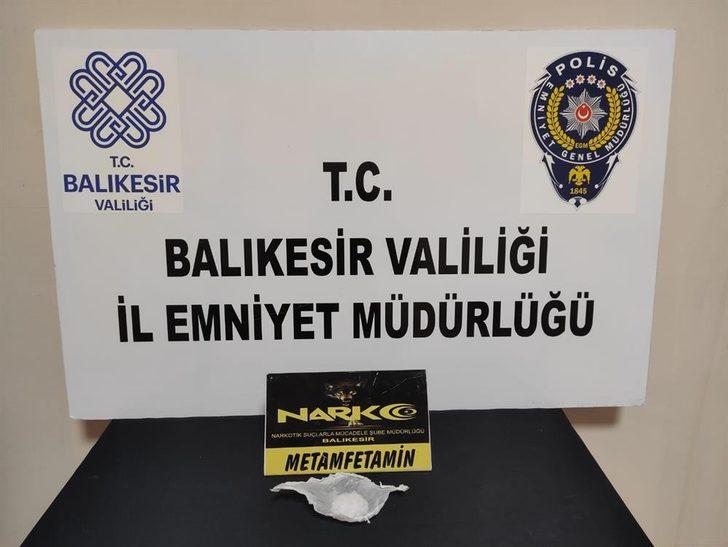 T.C.
BALIKESİR
VALİLİĞİ
POLİS
EMNİYET GENEL MÜDÜRLÜĞÜ
EGM
1845
T.C.
BALIKESİR VALİLİĞİ
İL EMNİYET MÜDÜRLÜĞÜ
NARKO
NARKOTİK SUÇLARLA MÜCADELE ŞUBE MÜDÜRLÜĞÜ
BALIKESİR
METAMFETAMİN